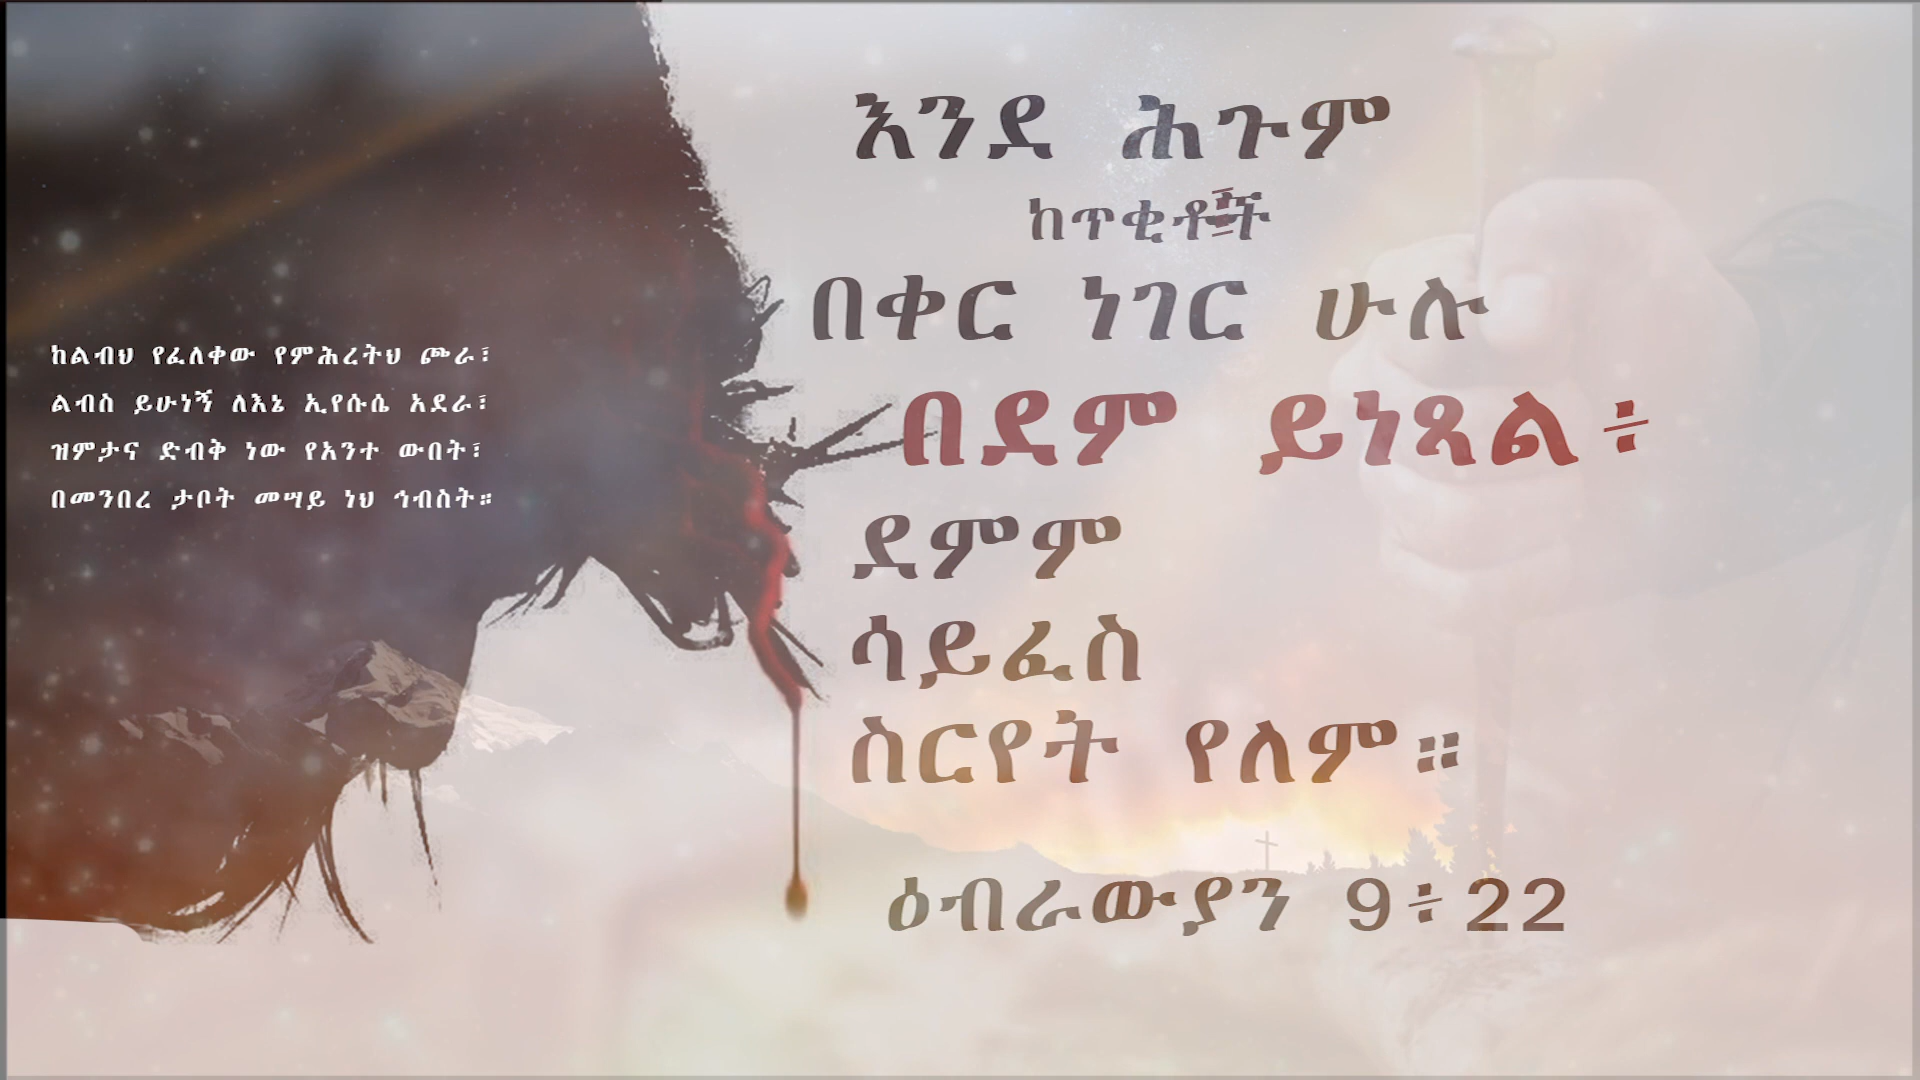 ከልብህ የፈለቀው የምሕረትህ ጮራ፣
ልብስ ይሁነኝ ለእኔ ኢየሱሴ አደራ፣
ዝምታና ድብቅ ነው የአንተ ውበት፣
በመንበረ ታቦት መሣይ ነህ ኅብስት።
እንደ ሕጉም
ከጥቂቶች
በቀር ነገር ሁሉ
በደም ይነጻል፥
ደምም
ሳይፈስ
ስርየት የለም።
ዕብራውያን 9፥22